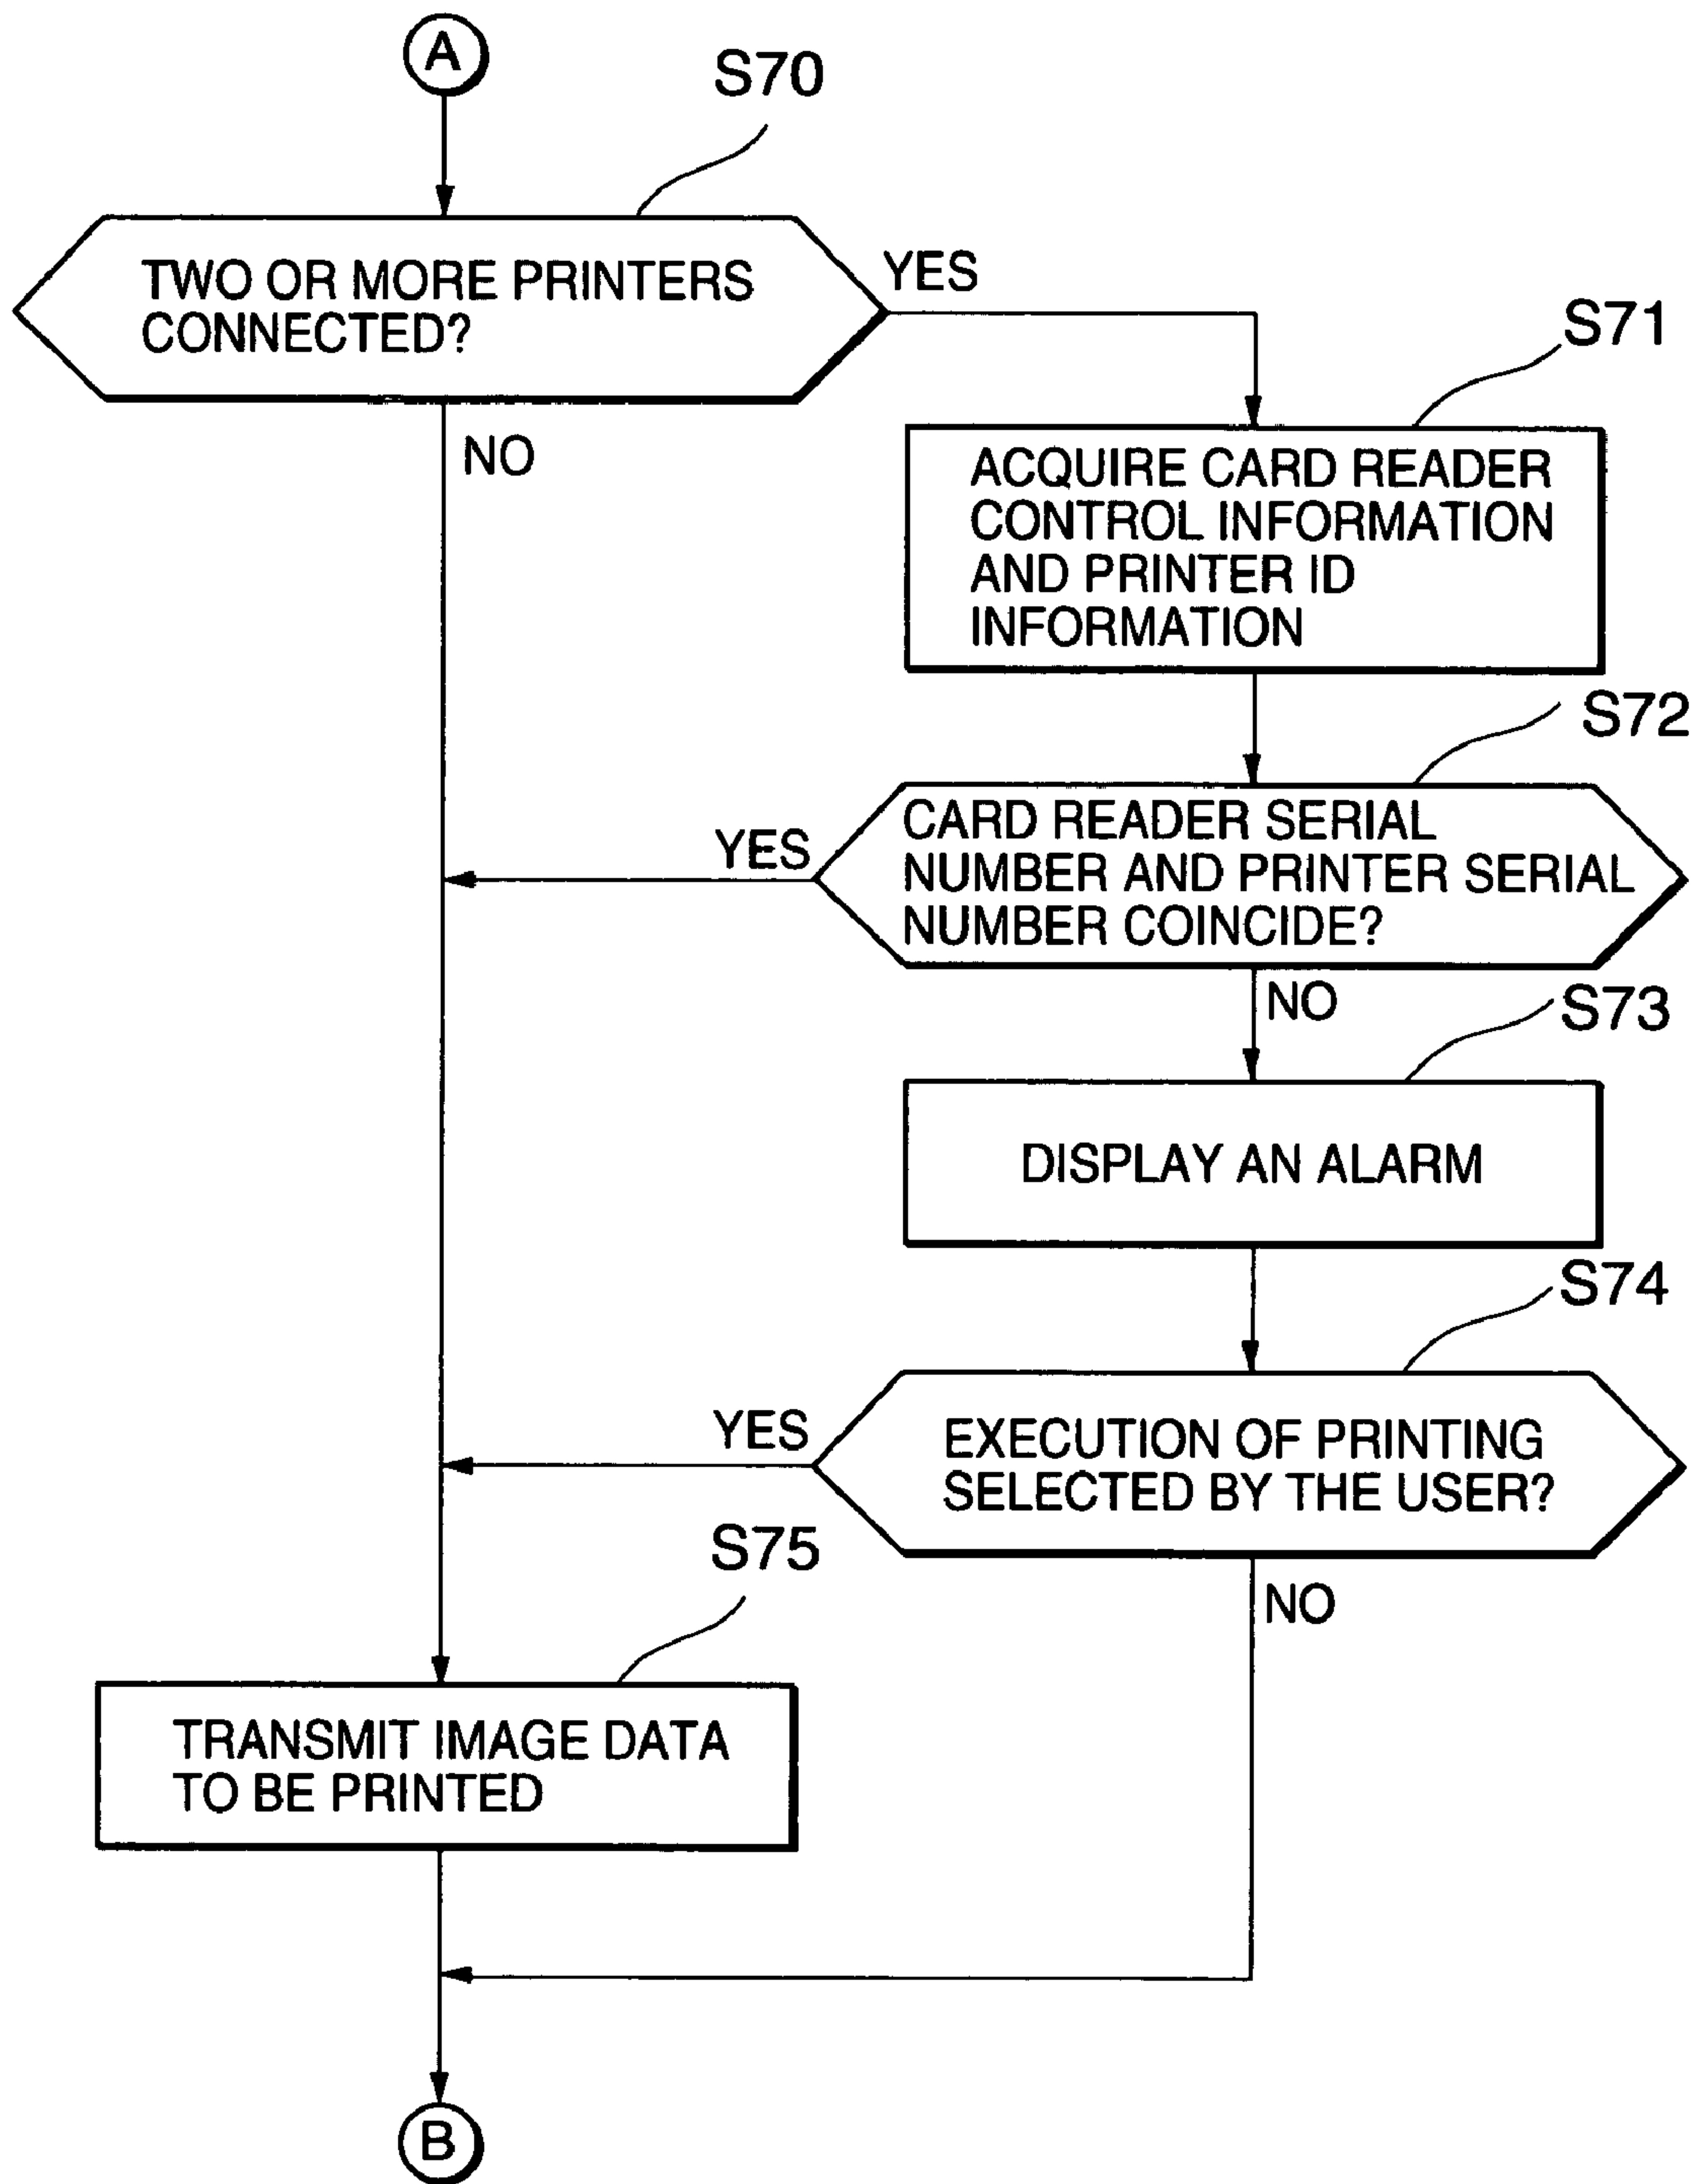 A
S70
TWO OR MORE PRINTERS
CONNECTED?
YES
NO
S71
ACQUIRE CARD READER
CONTROL INFORMATION
AND PRINTER ID
INFORMATION
S72
CARD READER SERIAL
NUMBER AND PRINTER SERIAL
NUMBER COINCIDE?
YES
NO
S73
DISPLAY AN ALARM
S74
EXECUTION OF PRINTING
SELECTED BY THE USER?
YES
NO
S75
TRANSMIT IMAGE DATA
TO BE PRINTED
B